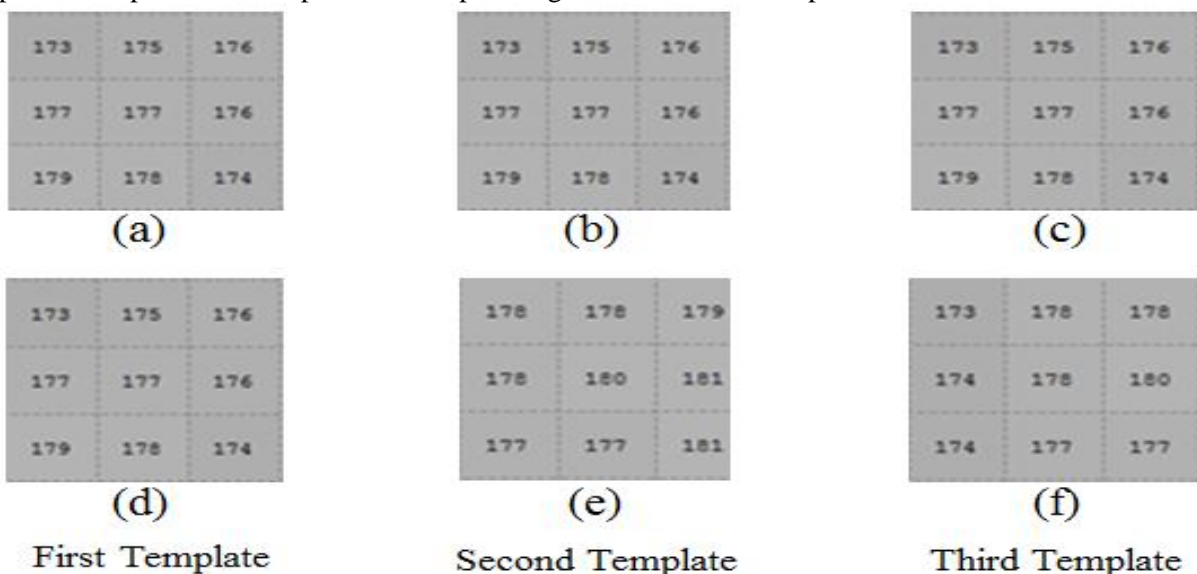 173 175 176 173 175 176 173 175 176
177 177 176 177 177 176 177 177 176
179 178 174 179 178 174 179 178 174
(a) (b) (c)
173 175 176 178 178 179 173 178 178
177 177 176 178 180 181 174 178 180
179 178 174 177 177 181 174 177 177
(d) (e) (f)
First Template Second Template Third Template